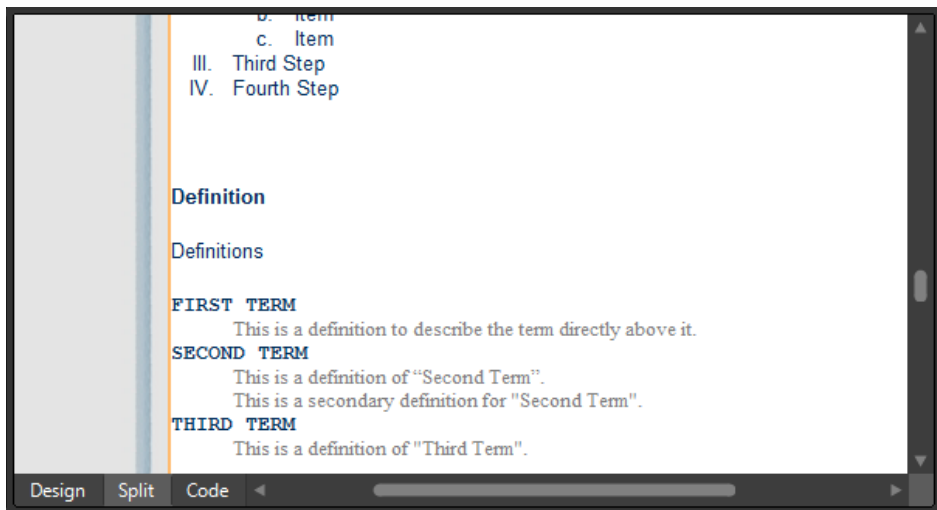 b. Item
c. Item
III. Third Step
IV. Fourth Step
Definition
Definitions
FIRST TERM
This is a definition to describe the term directly above it.
SECOND TERM
This is a definition of “Second Term”.
This is a secondary definition for "Second Term".
THIRD TERM
This is a definition of "Third Term".
Design Split Code